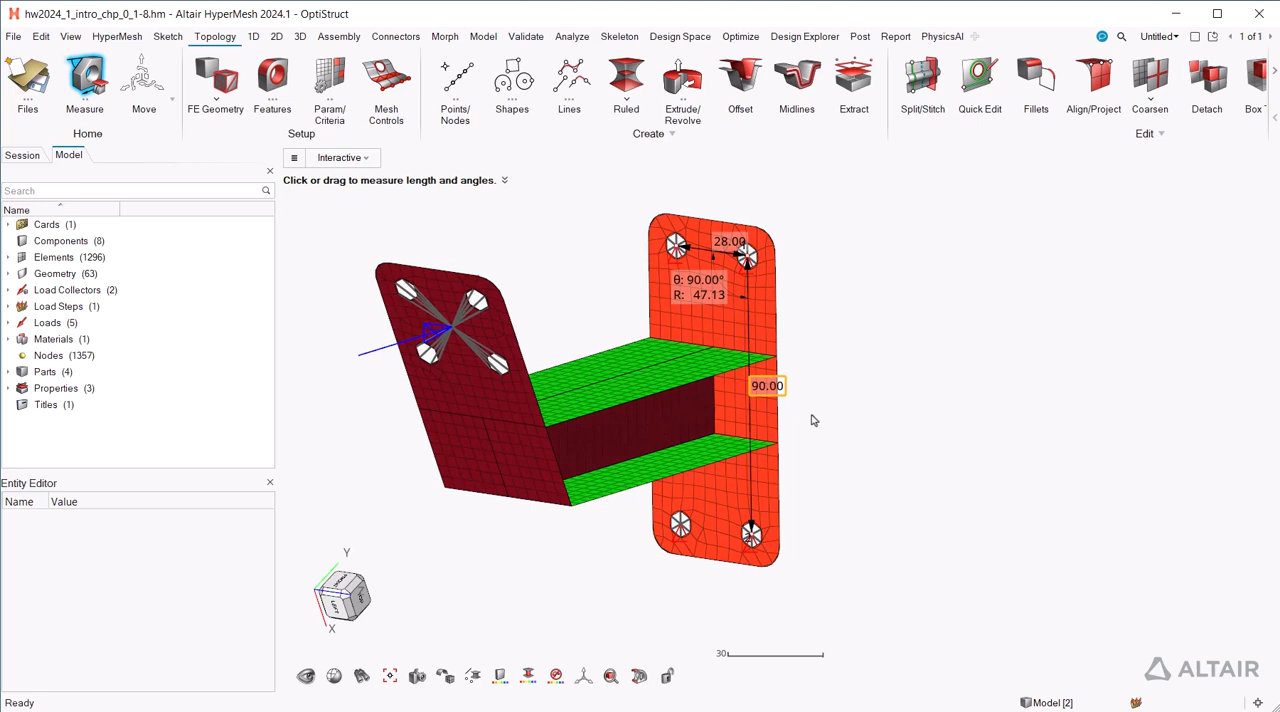 hw2024_1_intro_chp_0_1-8.hm - Altair HyperMesh 2024.1 - OptiStruct
File Edit View HyperMesh Sketch Topology 1D 2D 3D Assembly Connectors Morph Model Validate Analyze Skeleton Design Space Optimize Design Explorer Post Report PhysicsAI Untitled 1 of 1
Files Measure Move FE Geometry Features Param/ Criteria Mesh Controls Points/ Nodes Shapes Lines Ruled Extrude/ Revolve Offset Midlines Extract Split/Stitch Quick Edit Fillets Align/Project Coarsen Detach Box
Home Setup Create Edit
Session Model
Interactive
Click or drag to measure length and angles.
Search
Name
Cards (1)
Components (8)
Elements (1296)
Geometry (63)
Load Collectors (2)
Load Steps (1)
Loads (5)
Materials (1)
Nodes (1357)
Parts (4)
Properties (3)
Titles (1)
Entity Editor
Name Value
28.00
θ: 90.00°
R: 47.13
90.00
Y
LEFT
X
30
ALTAIR
Ready
Model [2]